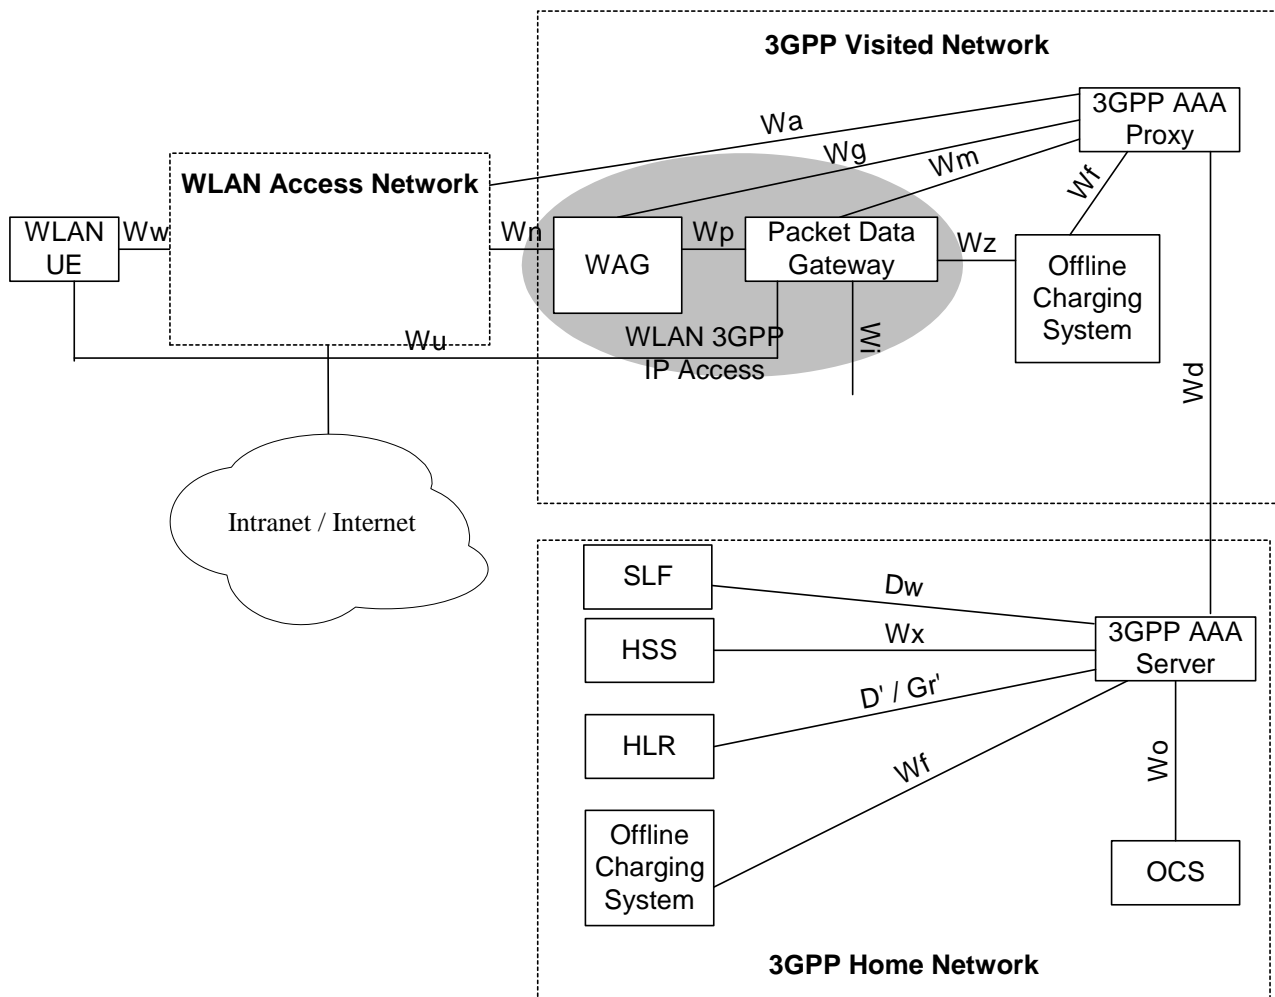 3GPP Visited Network
3GPP AAA
Proxy
Wa
Wg
Wm
Wf
WLAN Access Network
WLAN
UE
Ww
Wn
WAG
Wp
Packet Data
Gateway
Wz
Offline
Charging
System
Wu
WLAN 3GPP
IP Access
Wi
Wd
Intranet / Internet
SLF
Dw
HSS
Wx
3GPP AAA
Server
HLR
D' / Gr'
Wf
Wo
Offline
Charging
System
OCS
3GPP Home Network